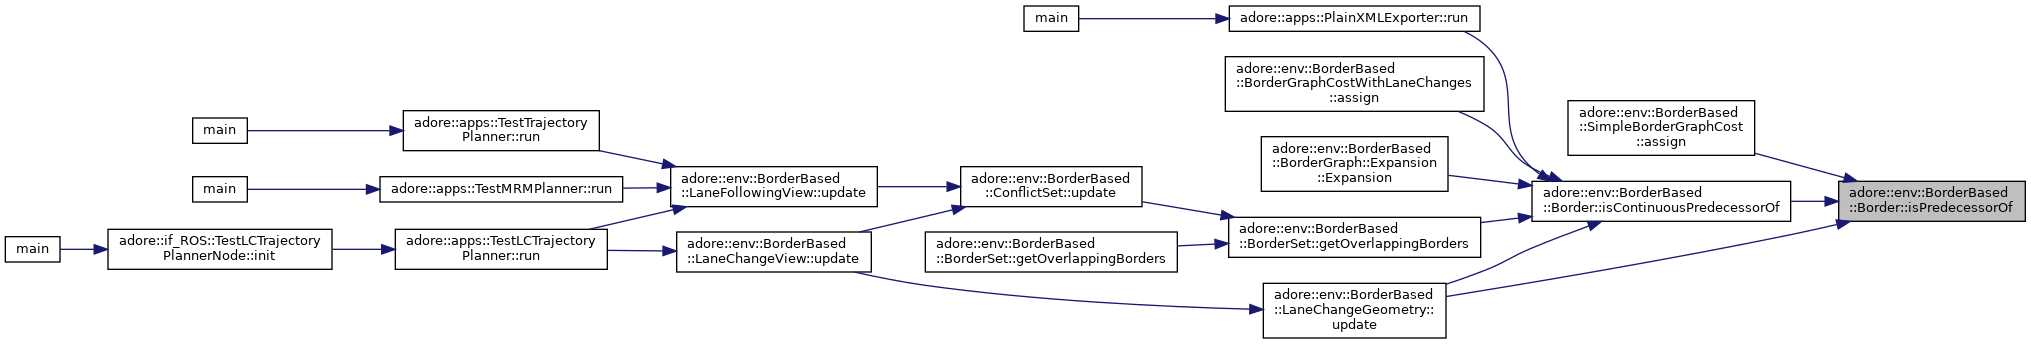 main
adore::apps::PlainXMLExporter::run
adore::env::BorderBased
::BorderGraphCostWithLaneChanges
::assign
adore::env::BorderBased
::SimpleBorderGraphCost
::assign
main
adore::apps::TestTrajectory
Planner::run
adore::env::BorderBased
::BorderGraph::Expansion
::Expansion
main
adore::apps::TestMRMPlanner::run
adore::env::BorderBased
::LaneFollowingView::update
adore::env::BorderBased
::ConflictSet::update
adore::env::BorderBased
::Border::isContinuousPredecessorOf
adore::env::BorderBased
::Border::isPredecessorOf
main
adore::if_ROS::TestLCTrajectory
PlannerNode::init
adore::apps::TestLCTrajectory
Planner::run
adore::env::BorderBased
::LaneChangeView::update
adore::env::BorderBased
::BorderSet::getOverlappingBorders
adore::env::BorderBased
::BorderSet::getOverlappingBorders
adore::env::BorderBased
::LaneChangeGeometry::
update